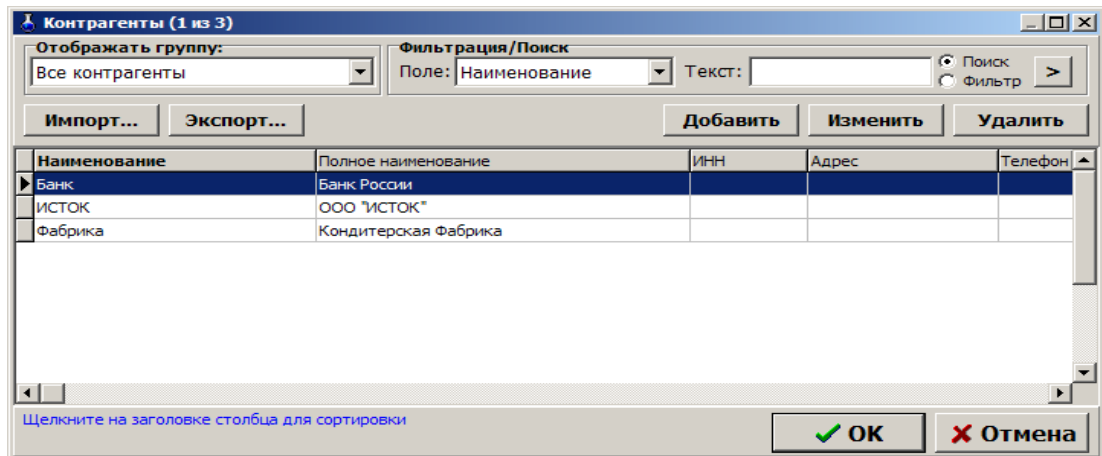 Контрагенты (1 из 3)
Отображать группу:
Все контрагенты
Фильтрация/Поиск
Поле: Наименование
Текст:
Поиск
Фильтр
>
Импорт... Экспорт... Добавить Изменить Удалить
Наименование Полное наименование ИНН Адрес Телефон
Банк Банк России
ИСТОК ООО "ИСТОК"
Фабрика Кондитерская Фабрика
Щелкните на заголовке столбца для сортировки
OK Отмена